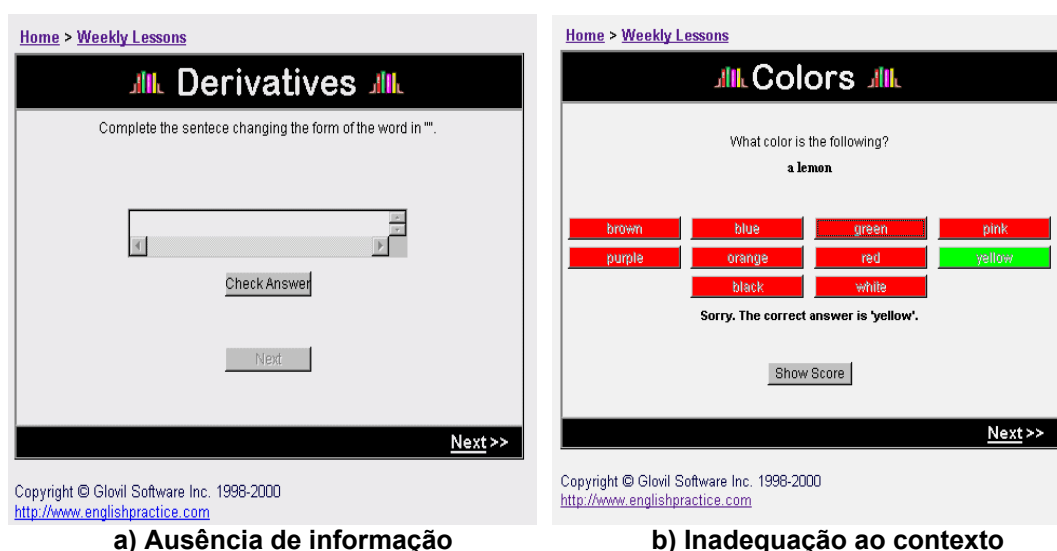 Home > Weekly Lessons
Derivatives
Complete the sentece changing the form of the word in "".
Check Answer
Next
Next >>
Copyright © Glovil Software Inc. 1998-2000
http://www.englishpractice.com
a) Ausência de informação
Home > Weekly Lessons
Colors
What color is the following?
a lemon
brown blue green pink
purple orange red yellow
black white
Sorry. The correct answer is 'yellow'.
Show Score
Next >>
Copyright © Glovil Software Inc. 1998-2000
http://www.englishpractice.com
b) Inadequação ao contexto